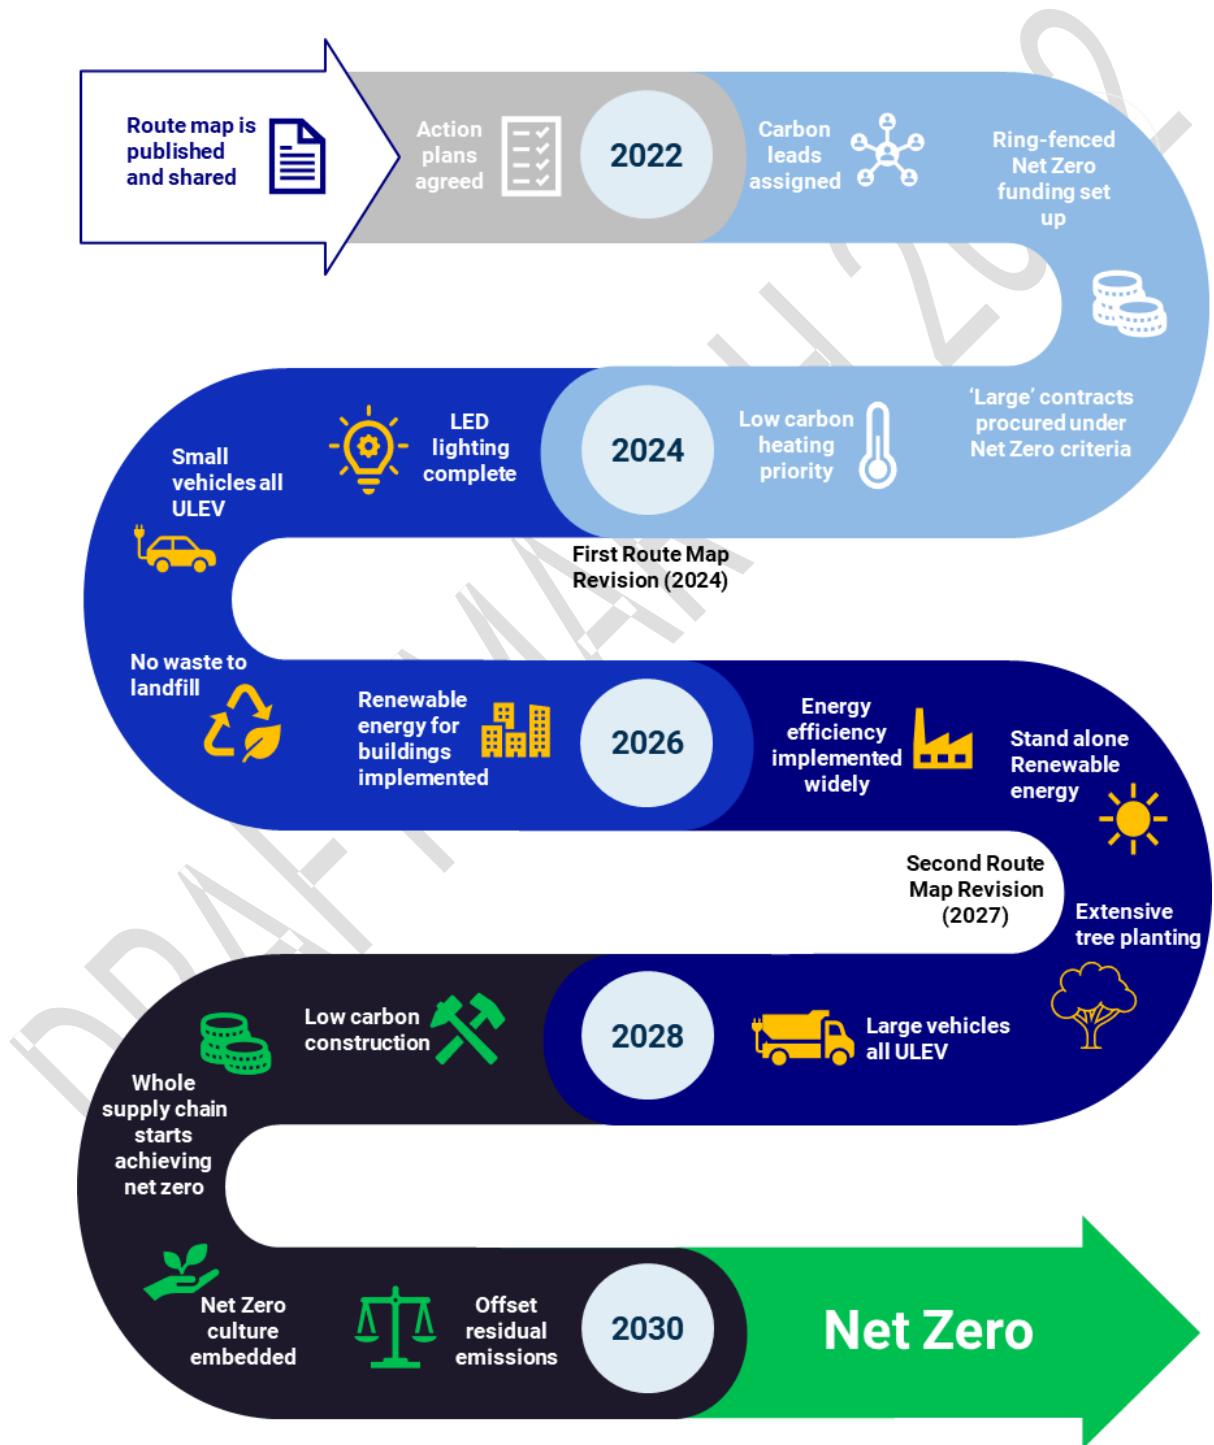 Route map is
published
and shared
Action
plans
agreed
2022
Carbon
leads
assigned
Ring-fenced
Net Zero
funding set
up
'Large' contracts
procured under
Net Zero criteria
Low carbon
heating
priority
2024
First Route Map
Revision (2024)
LED
lighting
complete
Small
vehicles all
ULEV
No waste to
landfill
Renewable
energy for
buildings
implemented
2026
Energy
efficiency
implemented
widely
Stand alone
Renewable
energy
Second Route
Map Revision
(2027)
Extensive
tree planting
Large vehicles
all ULEV
2028
Low carbon
construction
Whole
supply chain
starts
achieving
net zero
Net Zero
culture
embedded
Offset
residual
emissions
2030
Net Zero
DRAFT MARCH 2022